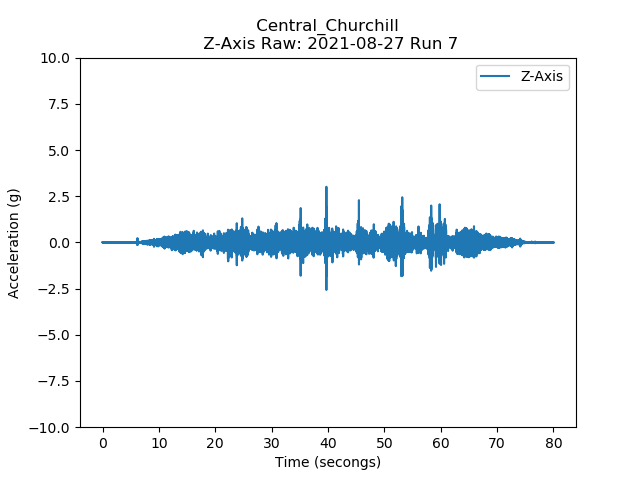 Central_Churchill
Z-Axis Raw: 2021-08-27 Run 7
Z-Axis
10.0
7.5
5.0
2.5
0.0
−2.5
−5.0
−7.5
−10.0
Acceleration (g)
0 10 20 30 40 50 60 70 80
Time (secongs)